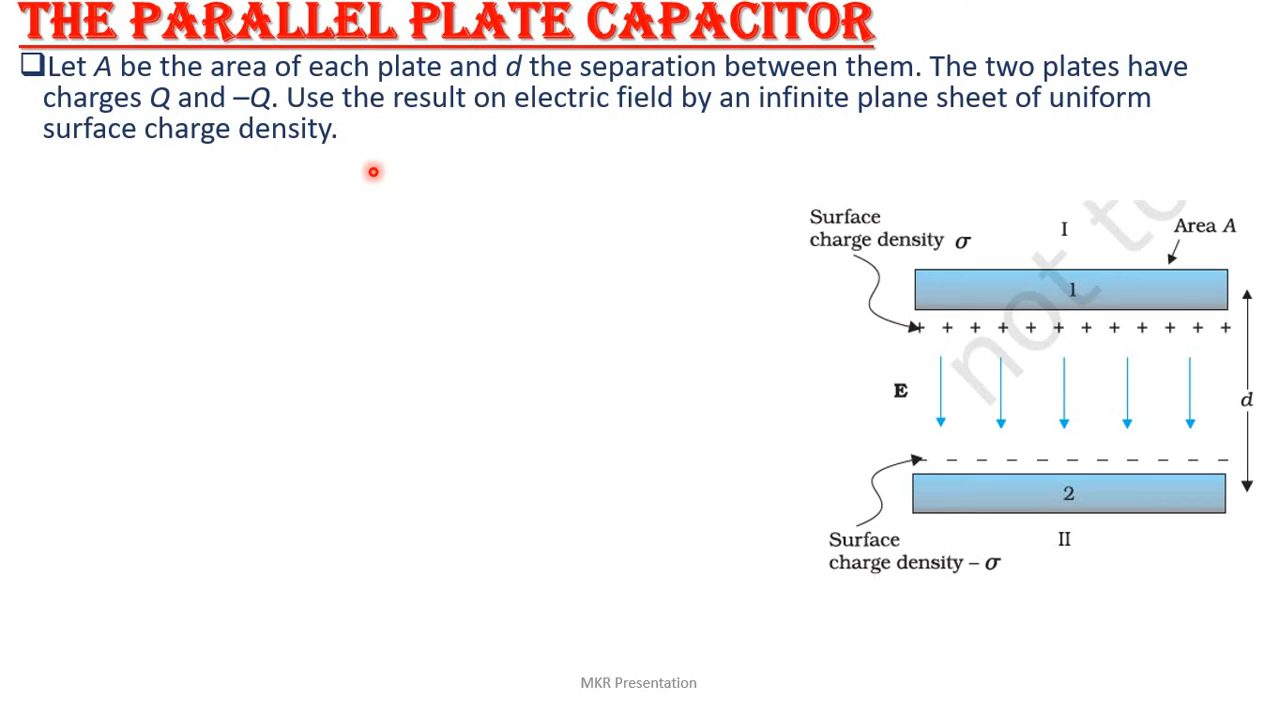 THE PARALLEL PLATE CAPACITOR
Let A be the area of each plate and d the separation between them. The two plates have
charges Q and –Q. Use the result on electric field by an infinite plane sheet of uniform
surface charge density.
Surface
charge density σ
I
Area A
1
+ + + + + + + + + + + +
not to
E
d
– – – – – – – – – – –
2
Surface
charge density – σ
II
MKR Presentation